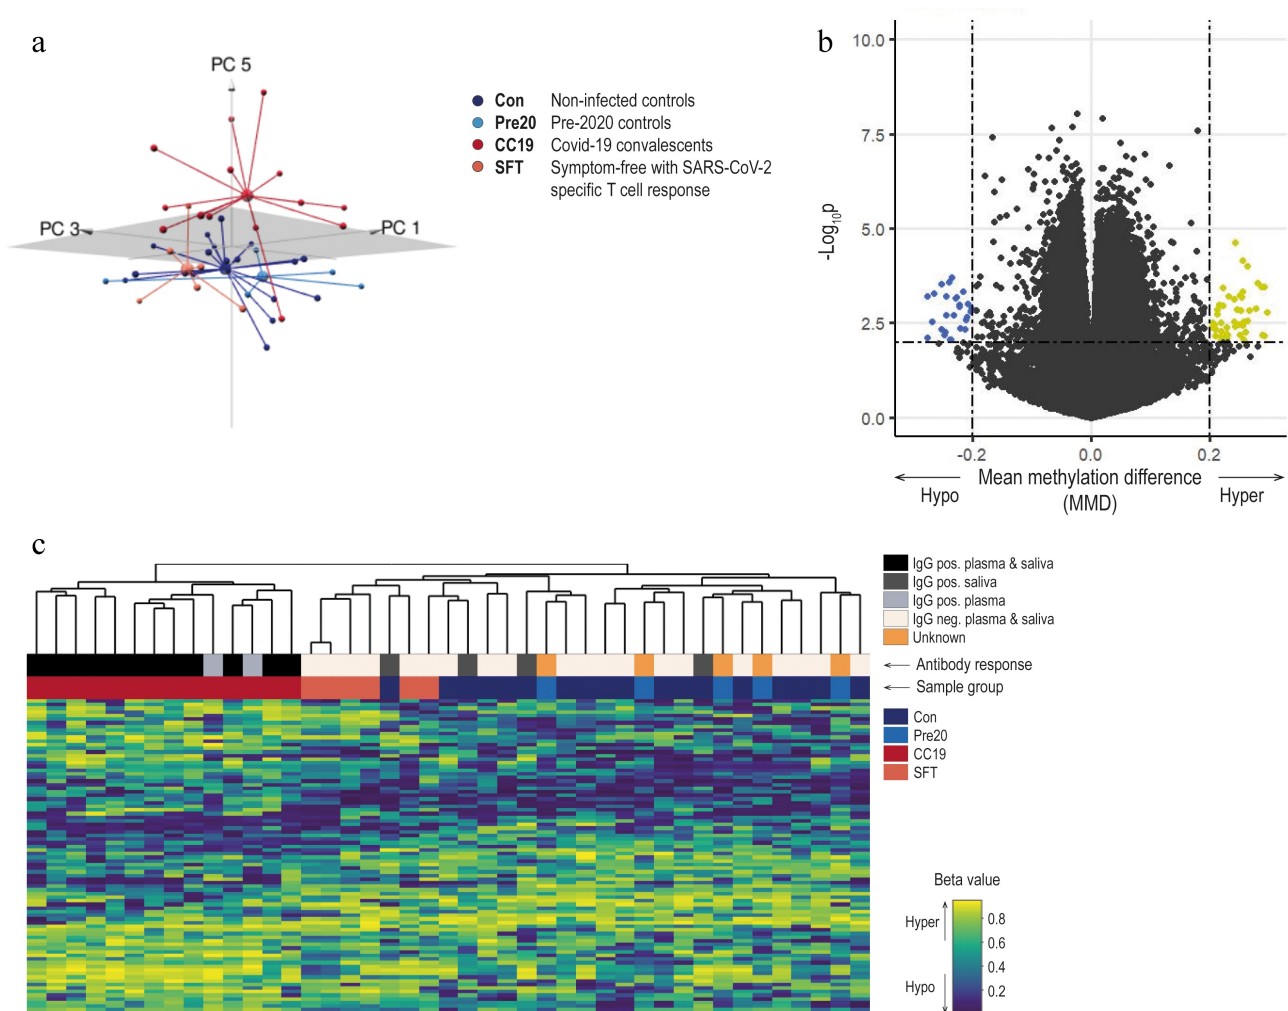 a
PC 5
PC 3
PC 1
Con Non-infected controls
Pre20 Pre-2020 controls
CC19 Covid-19 convalescents
SFT Symptom-free with SARS-CoV-2
specific T cell response
b
10.0
7.5
5.0
2.5
0.0
-Log10p
-0.2 0.0 0.2
Mean methylation difference
(MMD)
Hypo
Hyper
c
IgG pos. plasma & saliva
IgG pos. saliva
IgG pos. plasma
IgG neg. plasma & saliva
Unknown
Antibody response
Sample group
Con
Pre20
CC19
SFT
Beta value
Hyper
Hypo
0.8
0.6
0.4
0.2